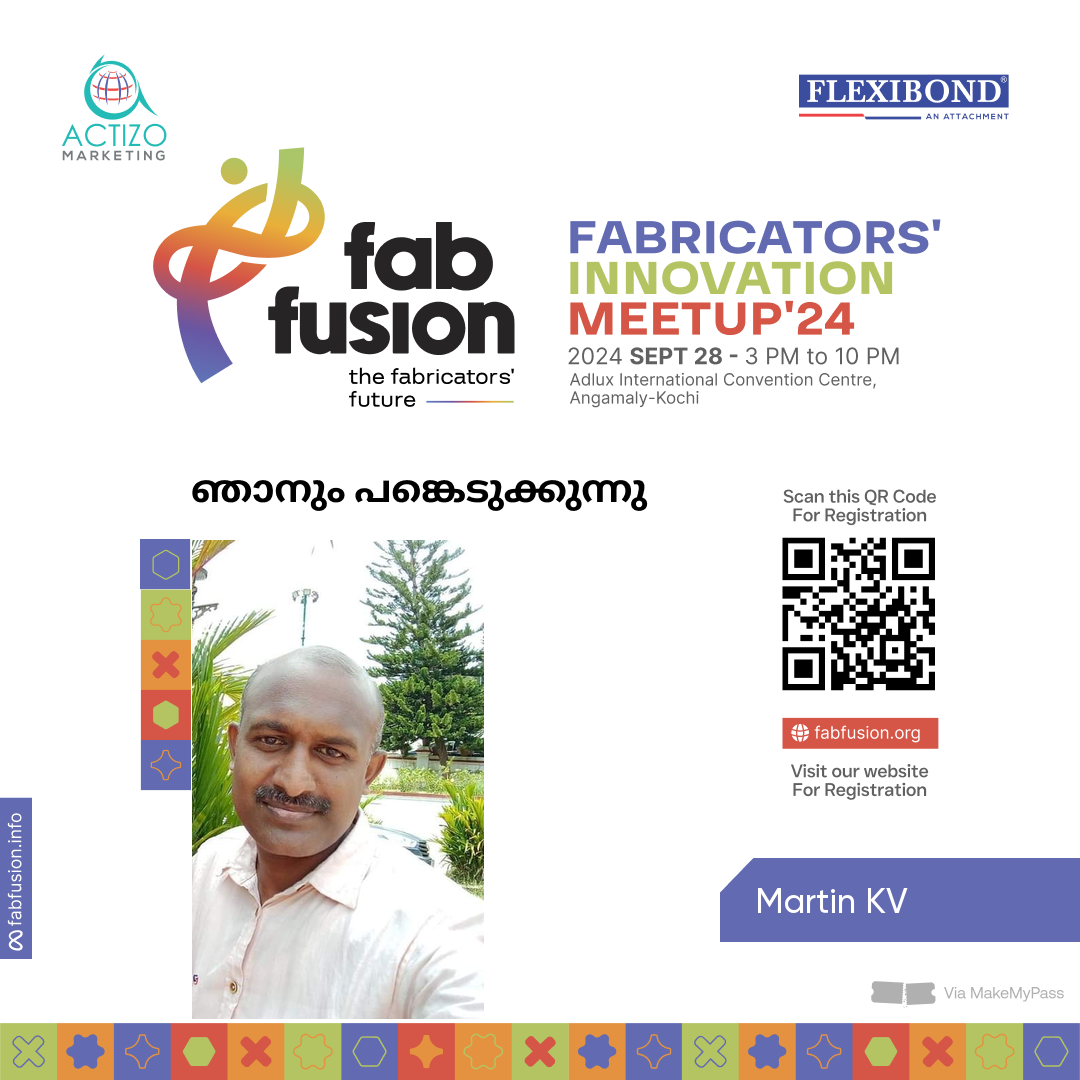 ACTIZO
MARKETING
FLEXIBOND®
AN ATTACHMENT
fab
fusion
the fabricators'
future
FABRICATORS'
INNOVATION
MEETUP'24
2024 SEPT 28 - 3 PM to 10 PM
Adlux International Convention Centre,
Angamaly-Kochi
ഞാനും പങ്കെടുക്കുന്നു
Scan this QR Code
For Registration
fabfusion.org
Visit our website
For Registration
fabfusion.info
Martin KV
Via MakeMyPass